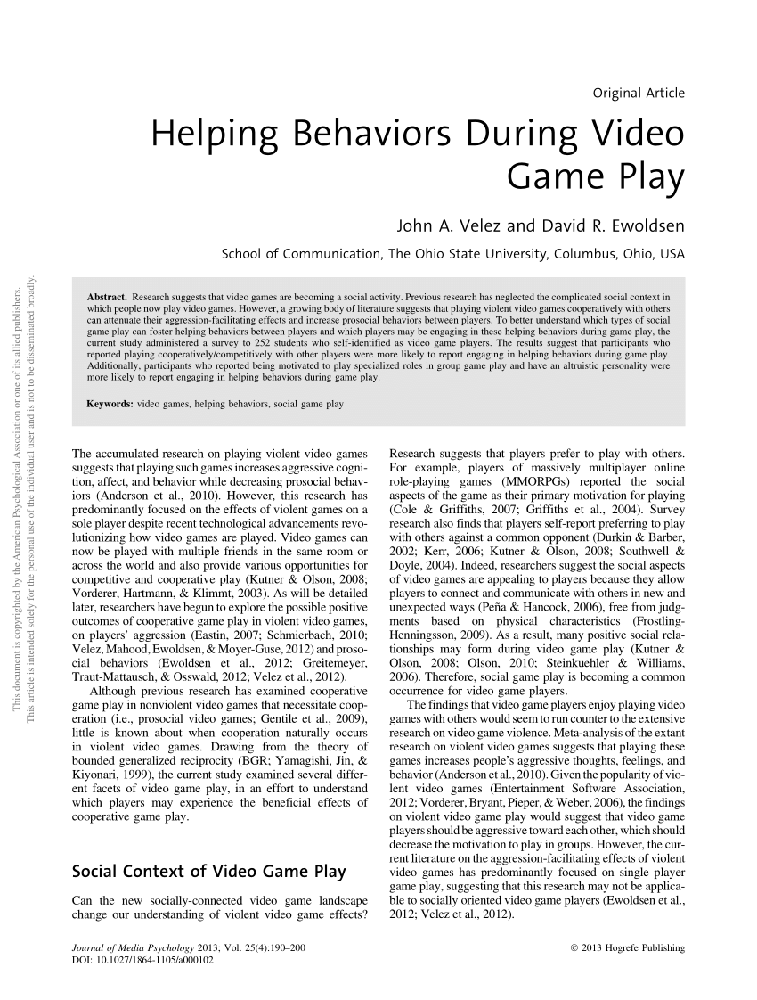 Original Article
Helping Behaviors During Video
Game Play
John A. Velez and David R. Ewoldsen
School of Communication, The Ohio State University, Columbus, Ohio, USA
Abstract. Research suggests that video games are becoming a social activity. Previous research has neglected the complicated social context in
which people now play video games. However, a growing body of literature suggests that playing violent video games cooperatively with others
can attenuate their aggression-facilitating effects and increase prosocial behaviors between players. To better understand which types of social
game play can foster helping behaviors between players and which players may be engaging in these helping behaviors during game play, the
current study administered a survey to 252 students who self-identified as video game players. The results suggest that participants who
reported playing cooperatively/competitively with other players were more likely to report engaging in helping behaviors during game play.
Additionally, participants who reported being motivated to play specialized roles in group game play and have an altruistic personality were
more likely to report engaging in helping behaviors during game play.
Keywords: video games, helping behaviors, social game play
The accumulated research on playing violent video games
suggests that playing such games increases aggressive cogni-
tion, affect, and behavior while decreasing prosocial behav-
iors (Anderson et al., 2010). However, this research has
predominantly focused on the effects of violent games on a
sole player despite recent technological advancements revo-
lutionizing how video games are played. Video games can
now be played with multiple friends in the same room or
across the world and also provide various opportunities for
competitive and cooperative play (Kutner & Olson, 2008;
Vorderer, Hartmann, & Klimmt, 2003). As will be detailed
later, researchers have begun to explore the possible positive
outcomes of cooperative game play in violent video games,
on players' aggression (Eastin, 2007; Schmierbach, 2010;
Velez, Mahood, Ewoldsen, & Moyer-Guse, 2012) and proso-
cial behaviors (Ewoldsen et al., 2012; Greitemeyer,
Traut-Mattausch, & Osswald, 2012; Velez et al., 2012).
Although previous research has examined cooperative
game play in nonviolent video games that necessitate coop-
eration (i.e., prosocial video games; Gentile et al., 2009),
little is known about when cooperation naturally occurs
in violent video games. Drawing from the theory of
bounded generalized reciprocity (BGR; Yamagishi, Jin, &
Kiyonari, 1999), the current study examined several differ-
ent facets of video game play, in an effort to understand
which players may experience the beneficial effects of
cooperative game play.
Social Context of Video Game Play
Can the new socially-connected video game landscape
change our understanding of violent video game effects?
Research suggests that players prefer to play with others.
For example, players of massively multiplayer online
role-playing games (MMORPGs) reported the social
aspects of the game as their primary motivation for playing
(Cole & Griffiths, 2007; Griffiths et al., 2004). Survey
research also finds that players self-report preferring to play
with others against a common opponent (Durkin & Barber,
2002; Kerr, 2006; Kutner & Olson, 2008; Southwell &
Doyle, 2004). Indeed, researchers suggest the social aspects
of video games are appealing to players because they allow
players to connect and communicate with others in new and
unexpected ways (Peña & Hancock, 2006), free from judg-
ments based on physical characteristics (Frostling-
Henningsson, 2009). As a result, many positive social rela-
tionships may form during video game play (Kutner &
Olson, 2008; Olson, 2010; Steinkuehler & Williams,
2006). Therefore, social game play is becoming a common
occurrence for video game players.
The findings that video game players enjoy playing video
games with others would seem to run counter to the extensive
research on video game violence. Meta-analysis of the extant
research on violent video games suggests that playing these
games increases people's aggressive thoughts, feelings, and
behavior (Anderson et al., 2010). Given the popularity of vio-
lent video games (Entertainment Software Association,
2012; Vorderer, Bryant, Pieper, & Weber, 2006), the findings
on violent video game play would suggest that video game
players should be aggressive toward each other, which should
decrease the motivation to play in groups. However, the cur-
rent literature on the aggression-facilitating effects of violent
video games has predominantly focused on single player
game play, suggesting that this research may not be applica-
ble to socially oriented video game players (Ewoldsen et al.,
2012; Velez et al., 2012).
Journal of Media Psychology 2013; Vol. 25(4):190–200
DOI: 10.1027/1864-1105/a000102
© 2013 Hogrefe Publishing
This document is copyrighted by the American Psychological Association or one of its allied publishers.
This article is intended solely for the personal use of the individual user and is not to be disseminated broadly.